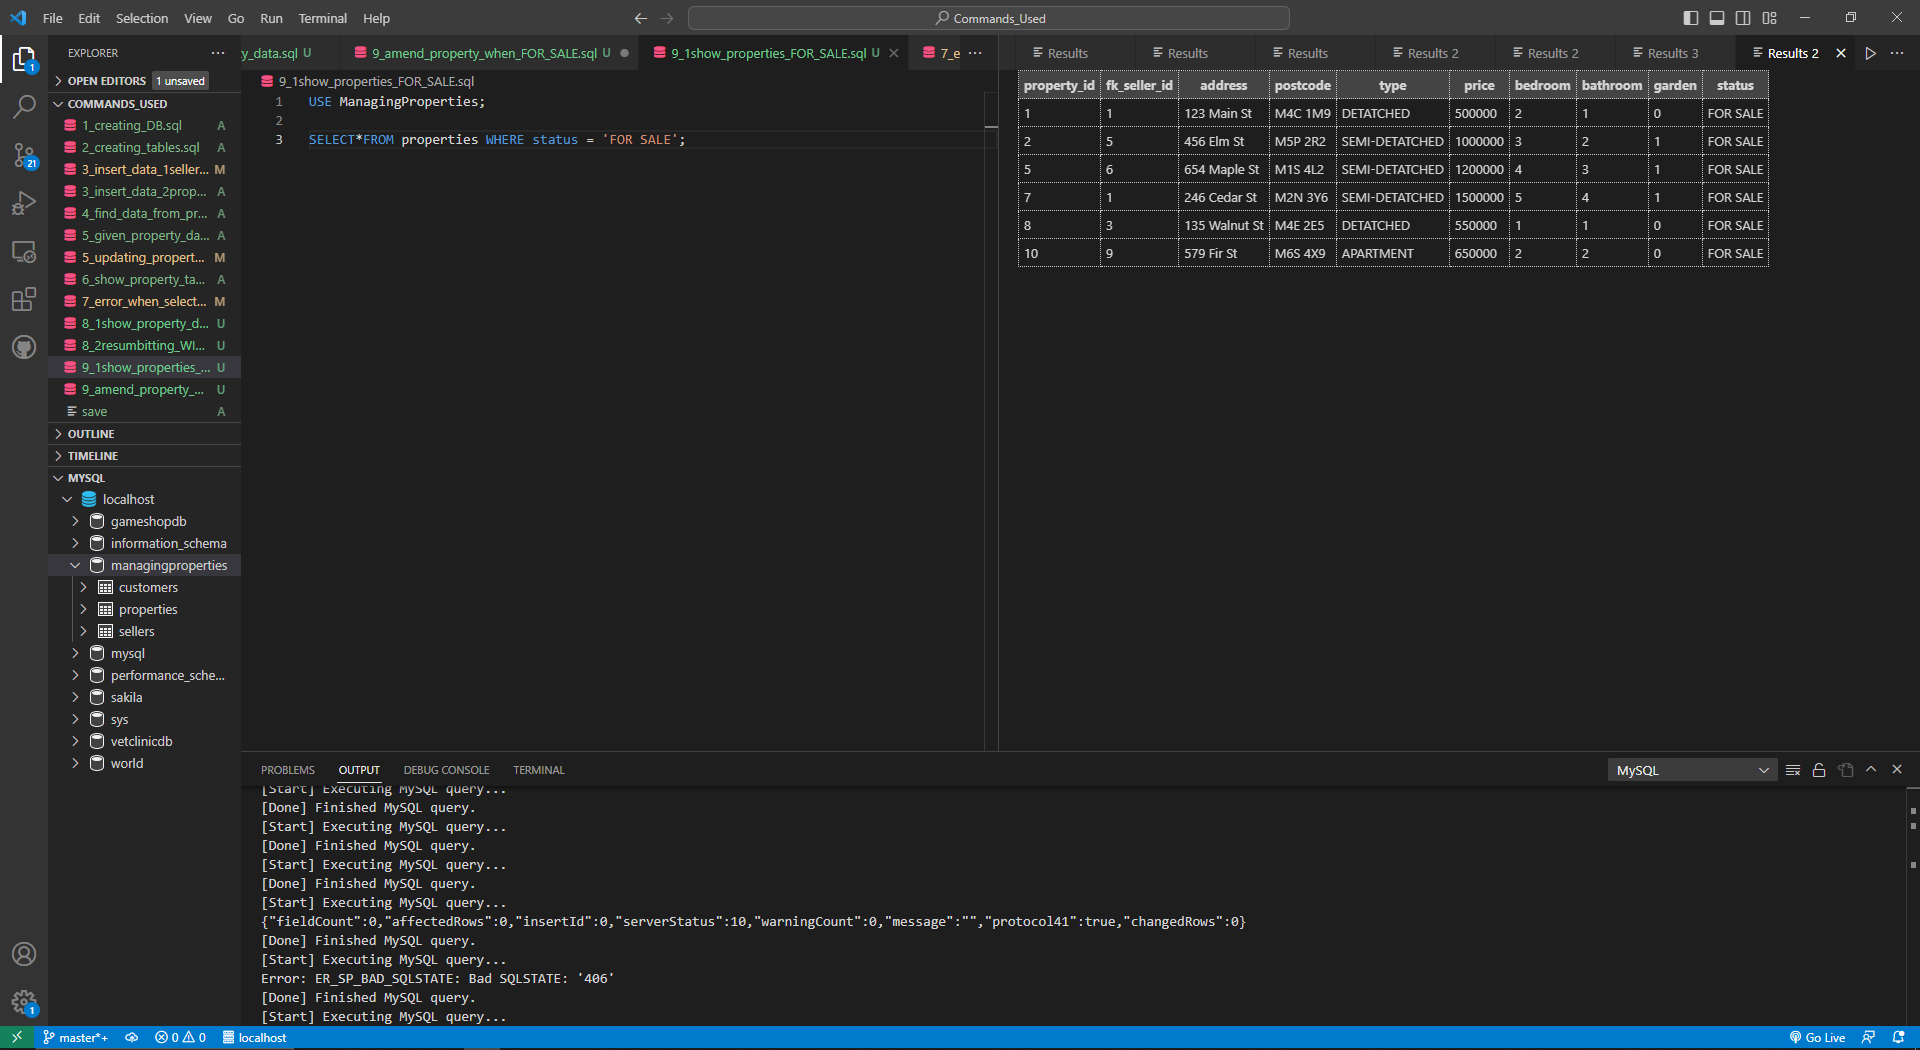 File Edit Selection View Go Run Terminal Help
Commands_Used
EXPLORER
OPEN EDITORS 1 unsaved
COMMANDS_USED
1_creating_DB.sql A
2_creating_tables.sql A
3_insert_data_1seller... M
3_insert_data_2prop... A
4_find_data_from_pr... A
5_given_property_da... A
5_updating_propert... M
6_show_property_ta... A
7_error_when_select... M
8_1show_property_d... U
8_2resumbitting_WI... U
9_1show_properties_... U
9_amend_property_... U
save A
OUTLINE
TIMELINE
MYSQL
localhost
gameshopdb
information_schema
managingproperties
customers
properties
sellers
mysql
performance_sche...
sakila
sys
vetclinicdb
world
y_data.sql U 9_amend_property_when_FOR_SALE.sql U 9_1show_properties_FOR_SALE.sql U 7_e
9_1show_properties_FOR_SALE.sql
1 USE ManagingProperties;
2
3 SELECT*FROM properties WHERE status = 'FOR SALE';
Results Results Results Results 2 Results 2 Results 3 Results 2
property_id fk_seller_id address postcode type price bedroom bathroom garden status
1 1 123 Main St M4C 1M9 DETATCHED 500000 2 1 0 FOR SALE
2 5 456 Elm St M5P 2R2 SEMI-DETATCHED 1000000 3 2 1 FOR SALE
5 6 654 Maple St M1S 4L2 SEMI-DETATCHED 1200000 4 3 1 FOR SALE
7 1 246 Cedar St M2N 3Y6 SEMI-DETATCHED 1500000 5 4 1 FOR SALE
8 3 135 Walnut St M4E 2E5 DETATCHED 550000 1 1 0 FOR SALE
10 9 579 Fir St M6S 4X9 APARTMENT 650000 2 2 0 FOR SALE
PROBLEMS OUTPUT DEBUG CONSOLE TERMINAL MySQL
[Start] Executing MySQL query...
[Done] Finished MySQL query.
[Start] Executing MySQL query...
[Done] Finished MySQL query.
[Start] Executing MySQL query...
[Done] Finished MySQL query.
[Start] Executing MySQL query...
{"fieldCount":0,"affectedRows":0,"insertId":0,"serverStatus":10,"warningCount":0,"message":"","protocol41":true,"changedRows":0}
[Done] Finished MySQL query.
[Start] Executing MySQL query...
Error: ER_SP_BAD_SQLSTATE: Bad SQLSTATE: '406'
[Done] Finished MySQL query.
[Start] Executing MySQL query...
1
21
1
master*+ 0 0 localhost Go Live